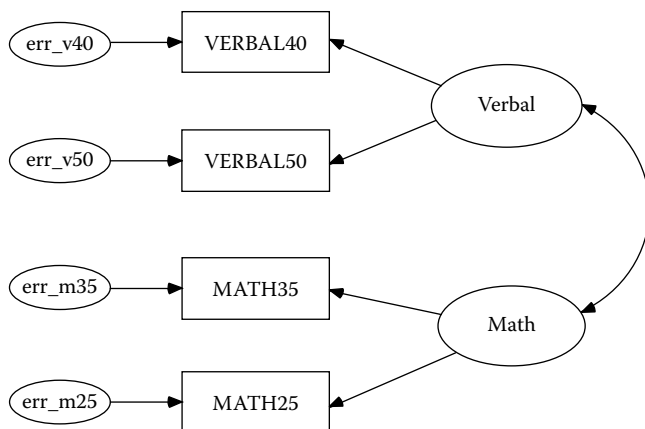 err_v40
VERBAL40
Verbal
err_v50
VERBAL50
err_m35
MATH35
Math
err_m25
MATH25